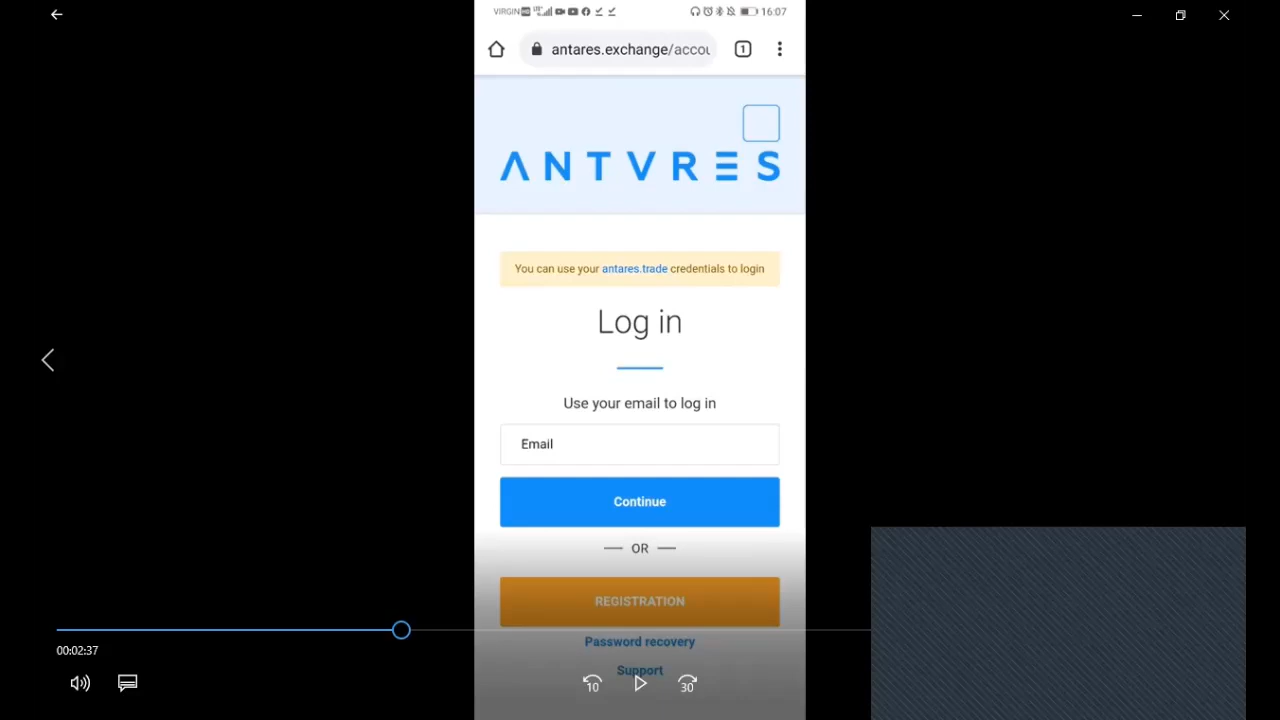 VIRGIN HD 16:07
antares.exchange/accou 1
ANTVRES
You can use your antares.trade credentials to login
Log in
Use your email to log in
Email
Continue
OR
REGISTRATION
Password recovery
Support
00:02:37
10 30